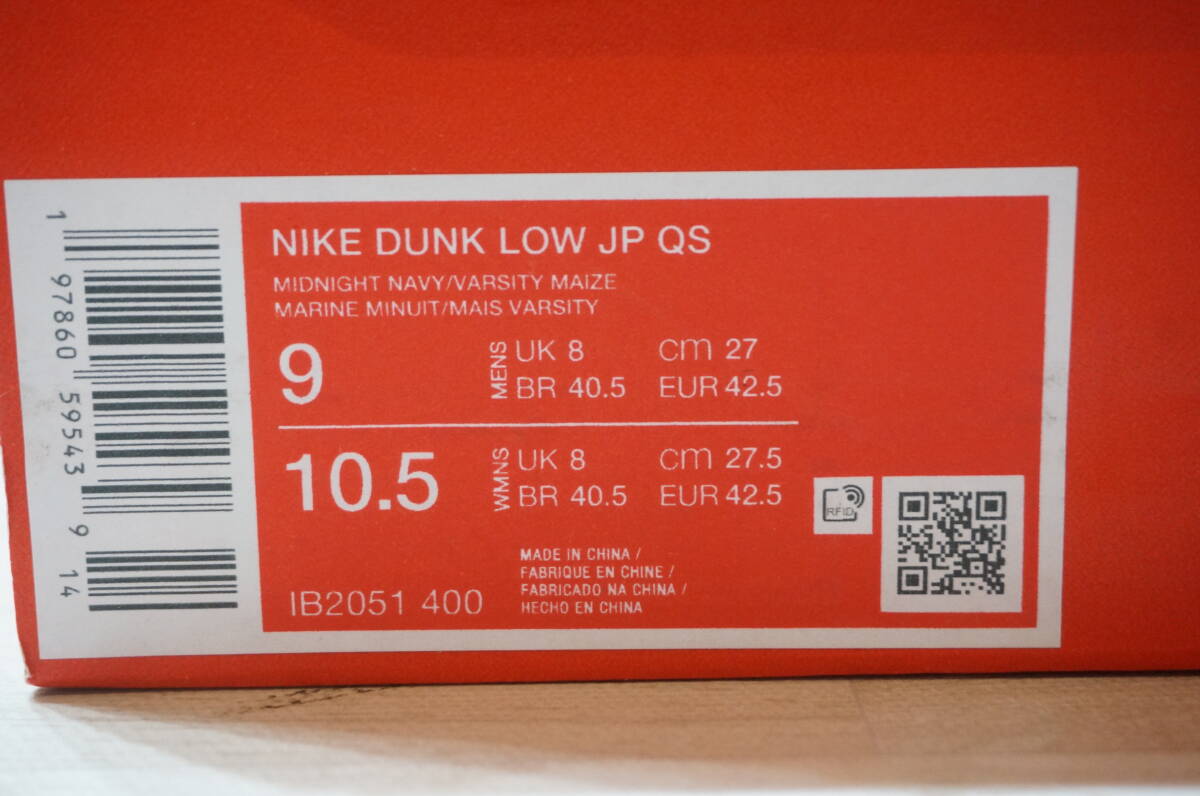 1 97860 59543 9 14
NIKE DUNK LOW JP QS
MIDNIGHT NAVY/VARSITY MAIZE
MARINE MINUIT/MAIS VARSITY
9 MENS UK 8 cm 27
BR 40.5 EUR 42.5
10.5 WMNS UK 8 cm 27.5
BR 40.5 EUR 42.5
RFID
IB2051 400
MADE IN CHINA /
FABRIQUE EN CHINE /
FABRICADO NA CHINA /
HECHO EN CHINA